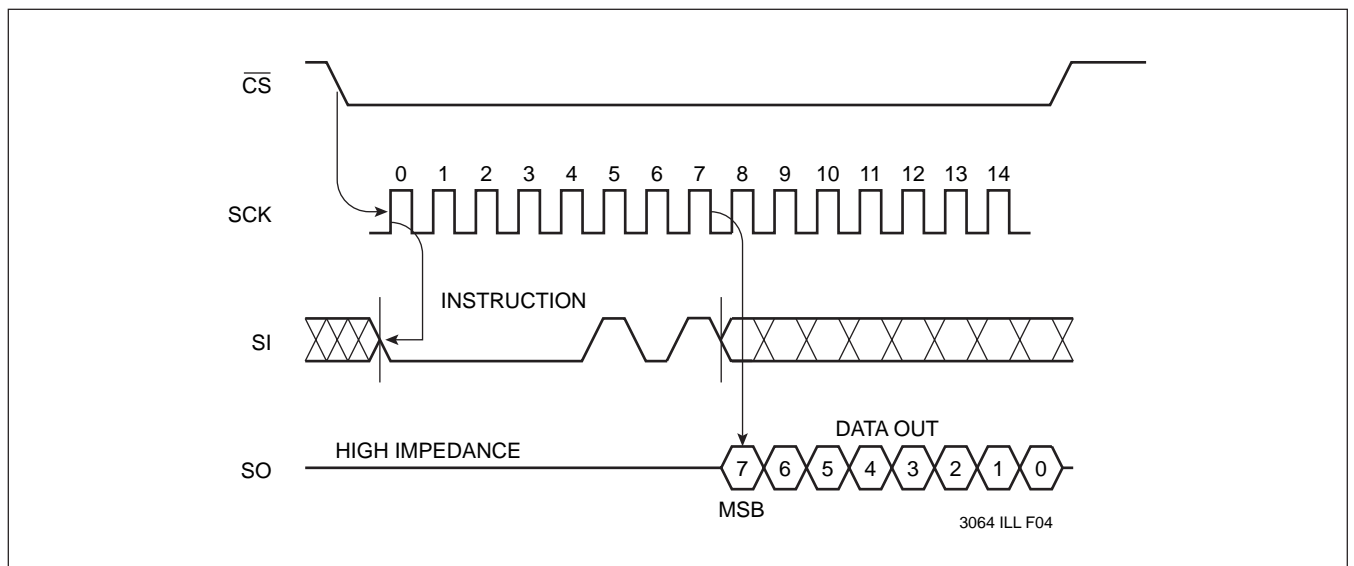 CS
0 1 2 3 4 5 6 7 8 9 10 11 12 13 14
SCK
INSTRUCTION
SI
DATA OUT
HIGH IMPEDANCE
SO
7 6 5 4 3 2 1 0
MSB
3064 ILL F04